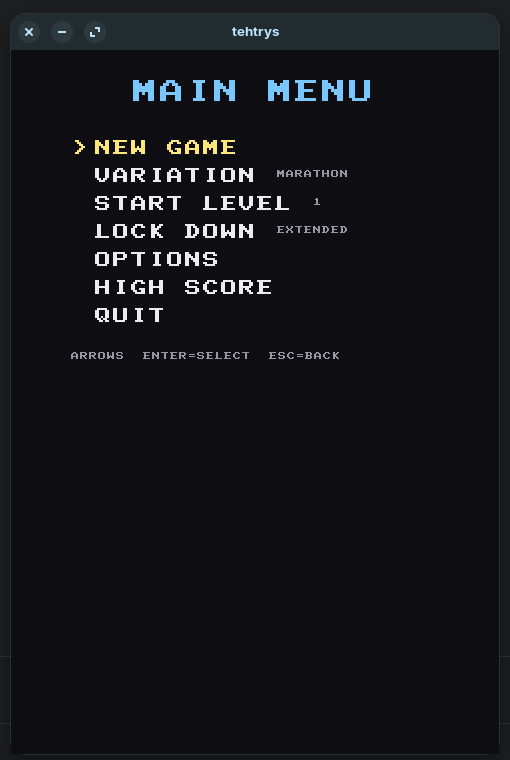 tehtrys
MAIN MENU
> NEW GAME
VARIATION MARATHON
START LEVEL 1
LOCK DOWN EXTENDED
OPTIONS
HIGH SCORE
QUIT
ARROWS ENTER=SELECT ESC=BACK